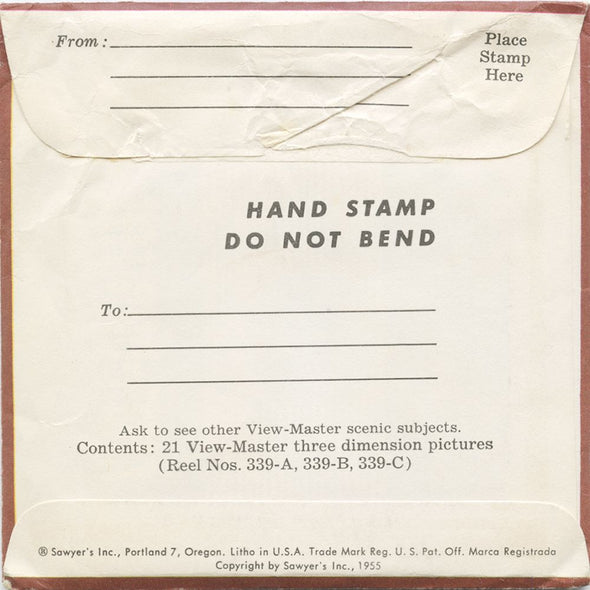 From:
Place
Stamp
Here
HAND STAMP
DO NOT BEND
To:
Ask to see other View-Master scenic subjects.
Contents: 21 View-Master three dimension pictures
(Reel Nos. 339-A, 339-B, 339-C)
® Sawyer's Inc., Portland 7, Oregon. Litho in U.S.A. Trade Mark Reg. U. S. Pat. Off. Marca Registrada
Copyright by Sawyer's Inc., 1955